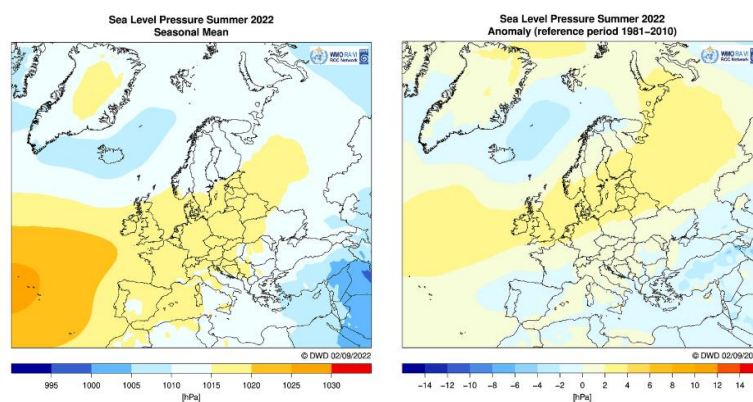 Sea Level Pressure Summer 2022
Seasonal Mean
WMO RA VI
RCC Network
© DWD 02/09/2022
995 1000 1005 1010 1015 1020 1025 1030
[hPa]
Sea Level Pressure Summer 2022
Anomaly (reference period 1981−2010)
WMO RA VI
RCC Network
© DWD 02/09/20
−14 −12 −10 −8 −6 −4 −2 0 2 4 6 8 10 12 14
[hPa]